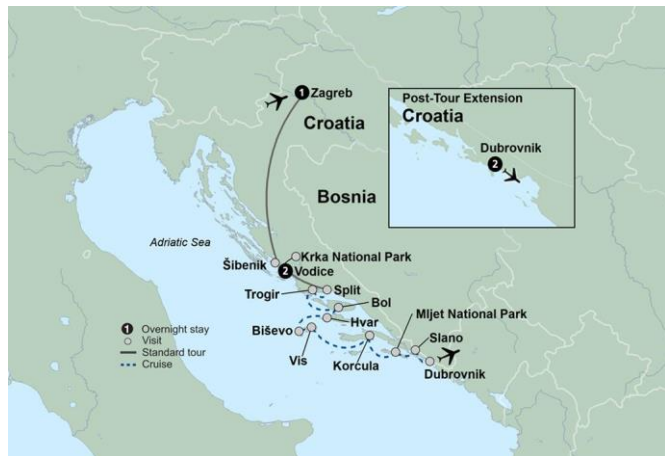 1 Zagreb
Croatia
Post-Tour Extension
Croatia
Dubrovnik
2
Bosnia
Adriatic Sea
Krka National Park
Šibenik
2 Vodice
Trogir
Split
Bol
Mljet National Park
Hvar
Slano
Biševo
Vis
Korcula
Dubrovnik
1 Overnight stay
Visit
Standard tour
Cruise